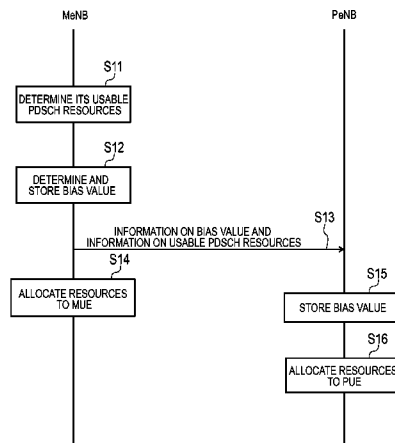 MeNB
PeNB
S11
DETERMINE ITS USABLE
PDSCH RESOURCES
S12
DETERMINE AND
STORE BIAS VALUE
S13
INFORMATION ON BIAS VALUE AND
INFORMATION ON USABLE PDSCH RESOURCES
S14
ALLOCATE RESOURCES
TO MUE
S15
STORE BIAS VALUE
S16
ALLOCATE RESOURCES
TO PUE